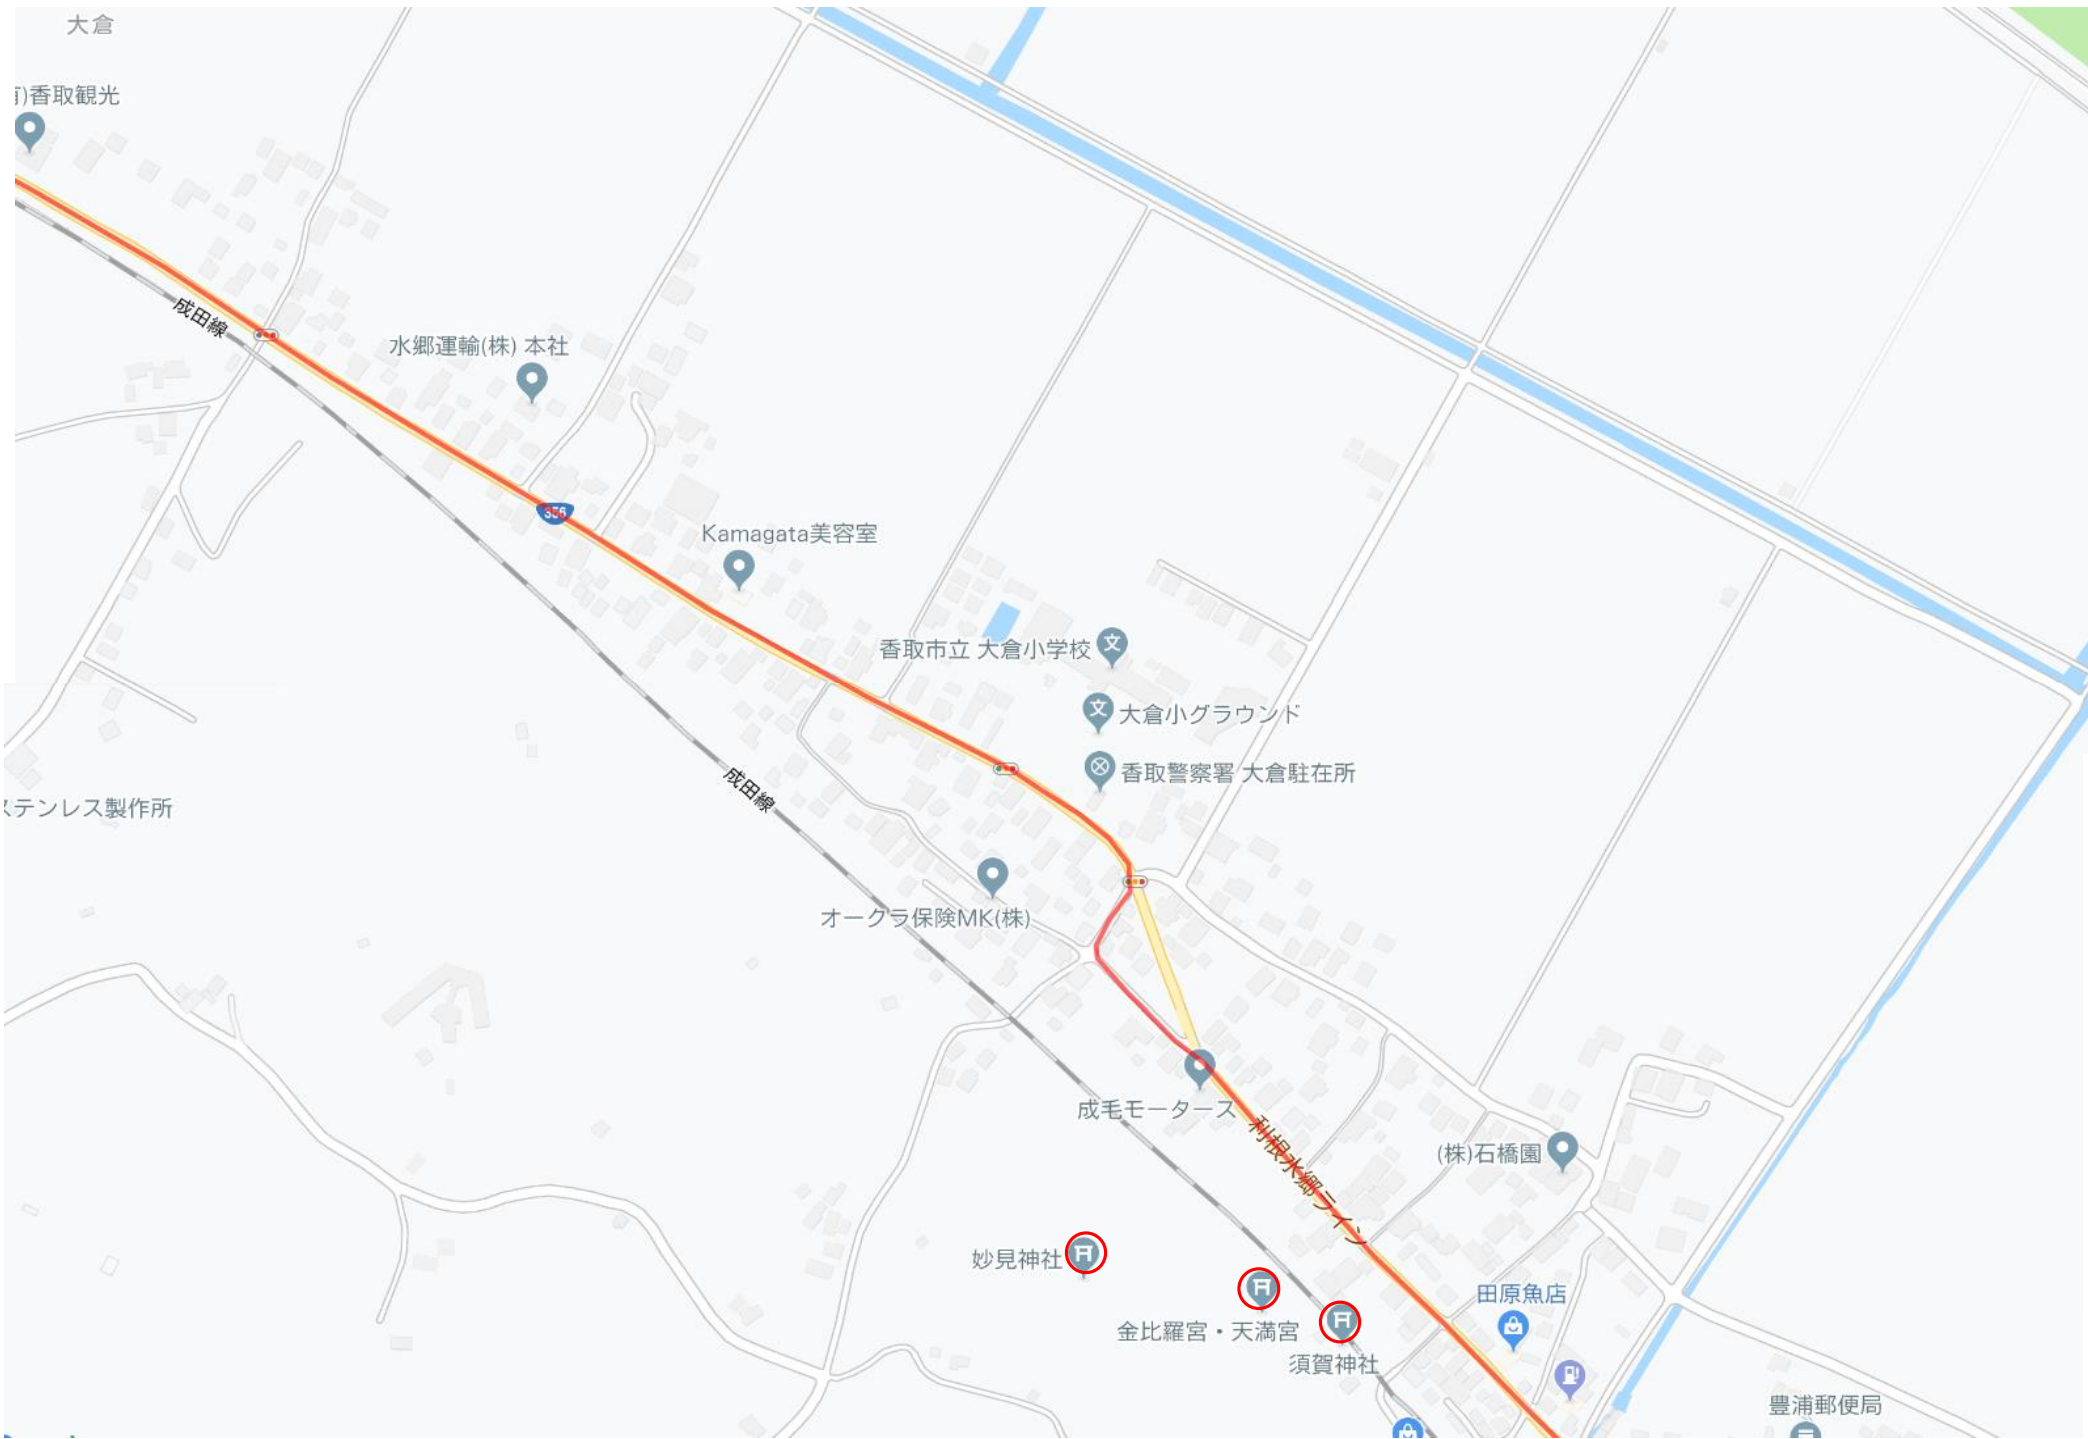 大倉
有)香取観光
成田線
水郷運輸(株) 本社
356
Kamagata美容室
香取市立 大倉小学校
文
文
大倉小グラウンド
成田線
香取警察署 大倉駐在所
ステンレス製作所
オークラ保険MK(株)
成毛モータース
利根水郷ライン
(株)石橋園
妙見神社
田原魚店
金比羅宮・天満宮
須賀神社
豊浦郵便局